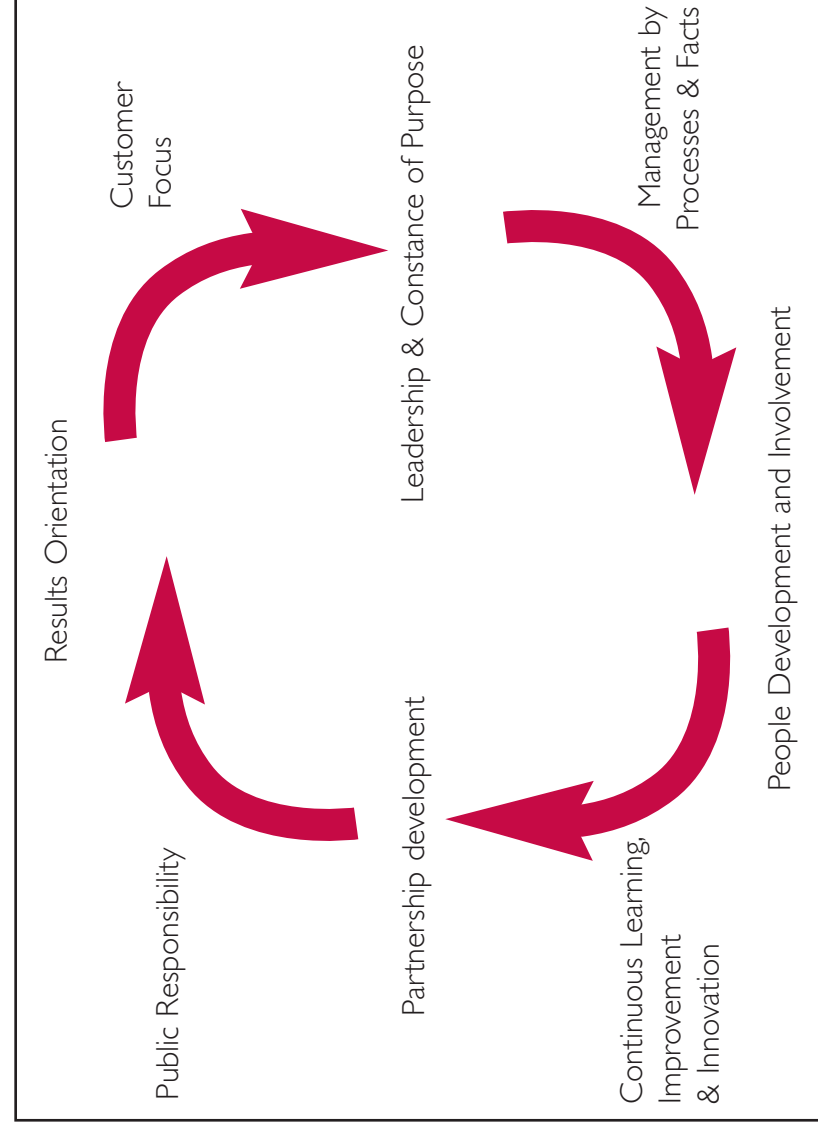 Results Orientation
Customer
Focus
Leadership & Constance of Purpose
Management by
Processes & Facts
People Development and Involvement
Continuous Learning,
Improvement
& Innovation
Partnership development
Public Responsibility